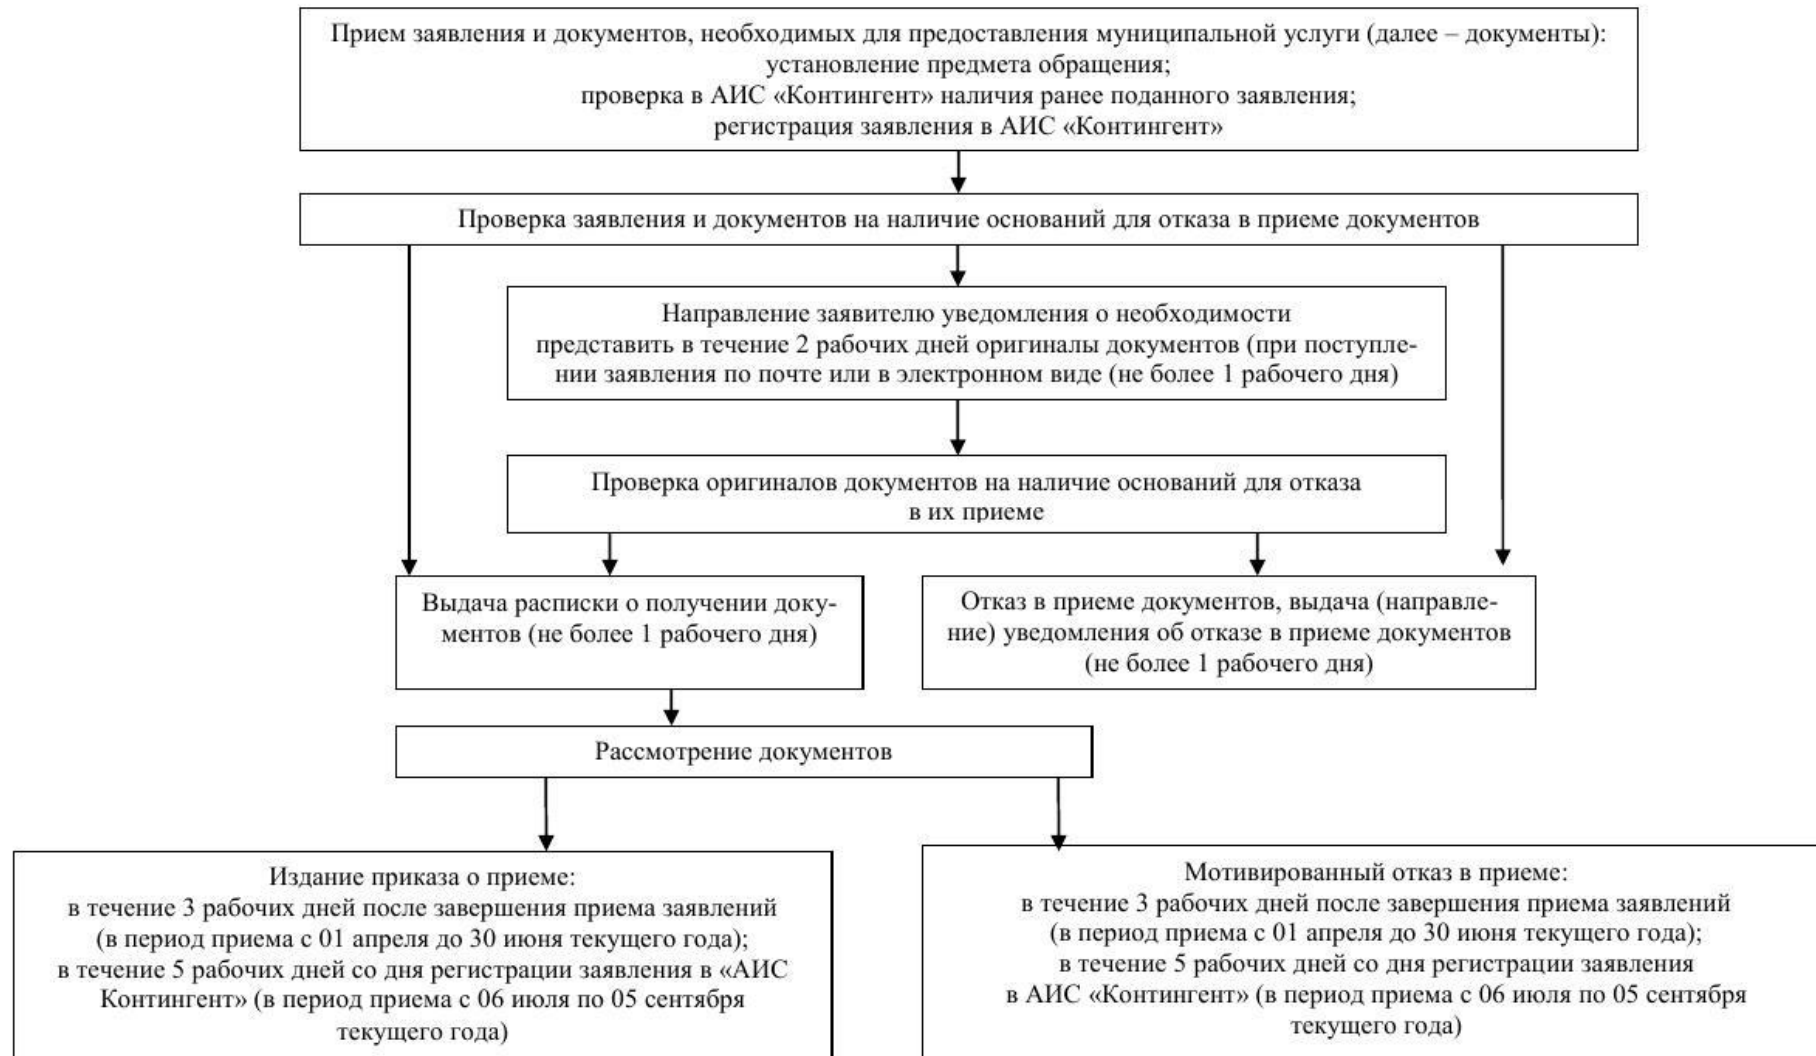 Прием заявления и документов, необходимых для предоставления муниципальной услуги (далее – документы):
установление предмета обращения;
проверка в АИС «Контингент» наличия ранее поданного заявления;
регистрация заявления в АИС «Контингент»
Проверка заявления и документов на наличие оснований для отказа в приеме документов
Направление заявителю уведомления о необходимости
представить в течение 2 рабочих дней оригиналы документов (при поступле-
нии заявления по почте или в электронном виде (не более 1 рабочего дня)
Проверка оригиналов документов на наличие оснований для отказа
в их приеме
Выдача расписки о получении доку-
ментов (не более 1 рабочего дня)
Отказ в приеме документов, выдача (направле-
ние) уведомления об отказе в приеме документов
(не более 1 рабочего дня)
Рассмотрение документов
Издание приказа о приеме:
в течение 3 рабочих дней после завершения приема заявлений
(в период приема с 01 апреля до 30 июня текущего года);
в течение 5 рабочих дней со дня регистрации заявления в «АИС
Контингент» (в период приема с 06 июля по 05 сентября
текущего года)
Мотивированный отказ в приеме:
в течение 3 рабочих дней после завершения приема заявлений
(в период приема с 01 апреля до 30 июня текущего года);
в течение 5 рабочих дней со дня регистрации заявления
в АИС «Контингент» (в период приема с 06 июля по 05 сентября
текущего года)